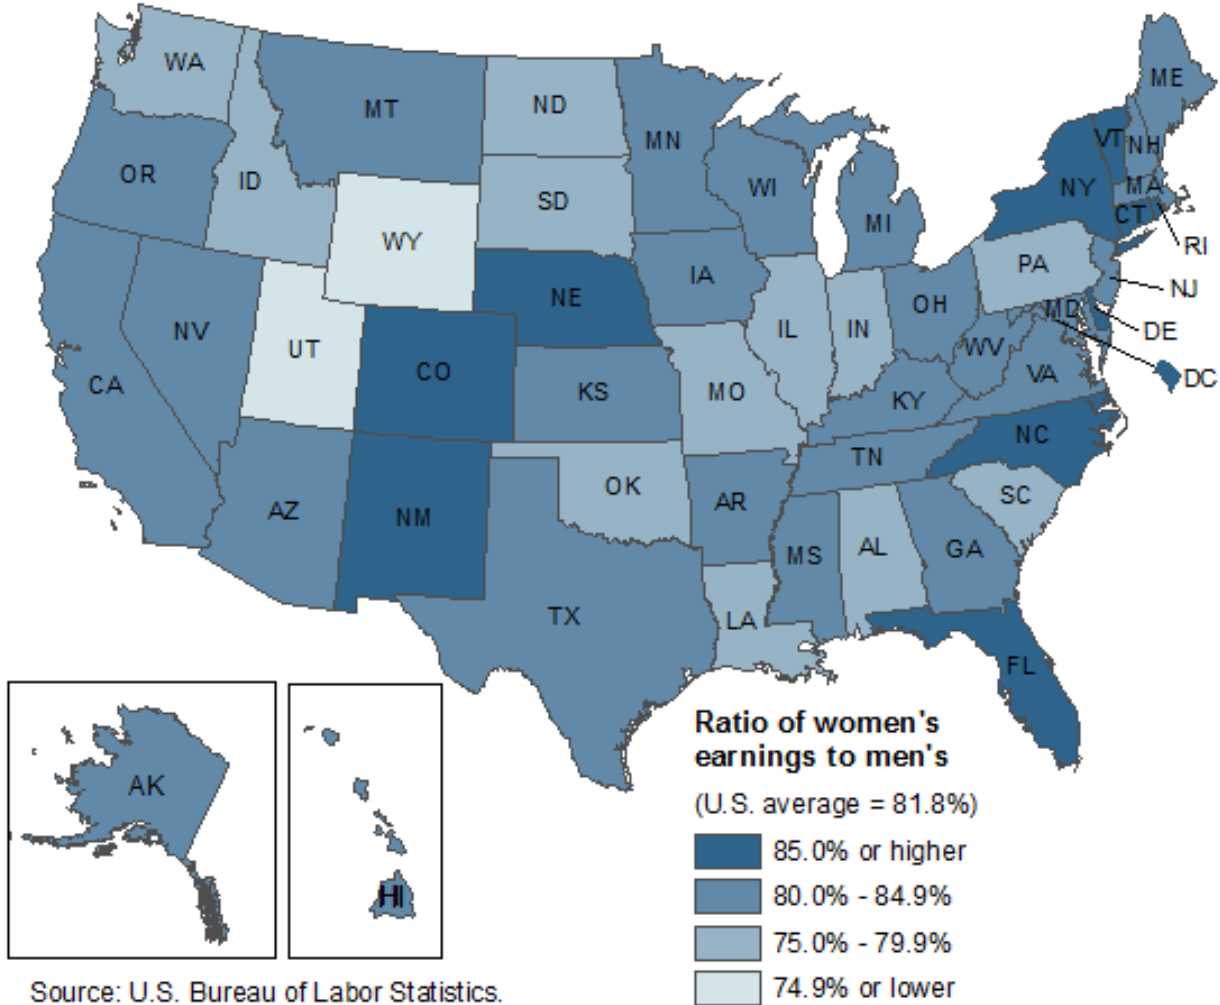 WA
MT
ND
MN
ME
VT
NH
OR
ID
SD
WI
MI
NY
MA
CT
RI
WY
NE
IA
PA
NJ
NV
UT
CO
KS
IL
IN
OH
MD
DE
WV
VA
DC
CA
MO
KY
AZ
NM
OK
AR
TN
NC
SC
TX
MS
AL
GA
LA
FL
AK
HI
Ratio of women's
earnings to men's
(U.S. average = 81.8%)
85.0% or higher
80.0% - 84.9%
75.0% - 79.9%
74.9% or lower
Source: U.S. Bureau of Labor Statistics.